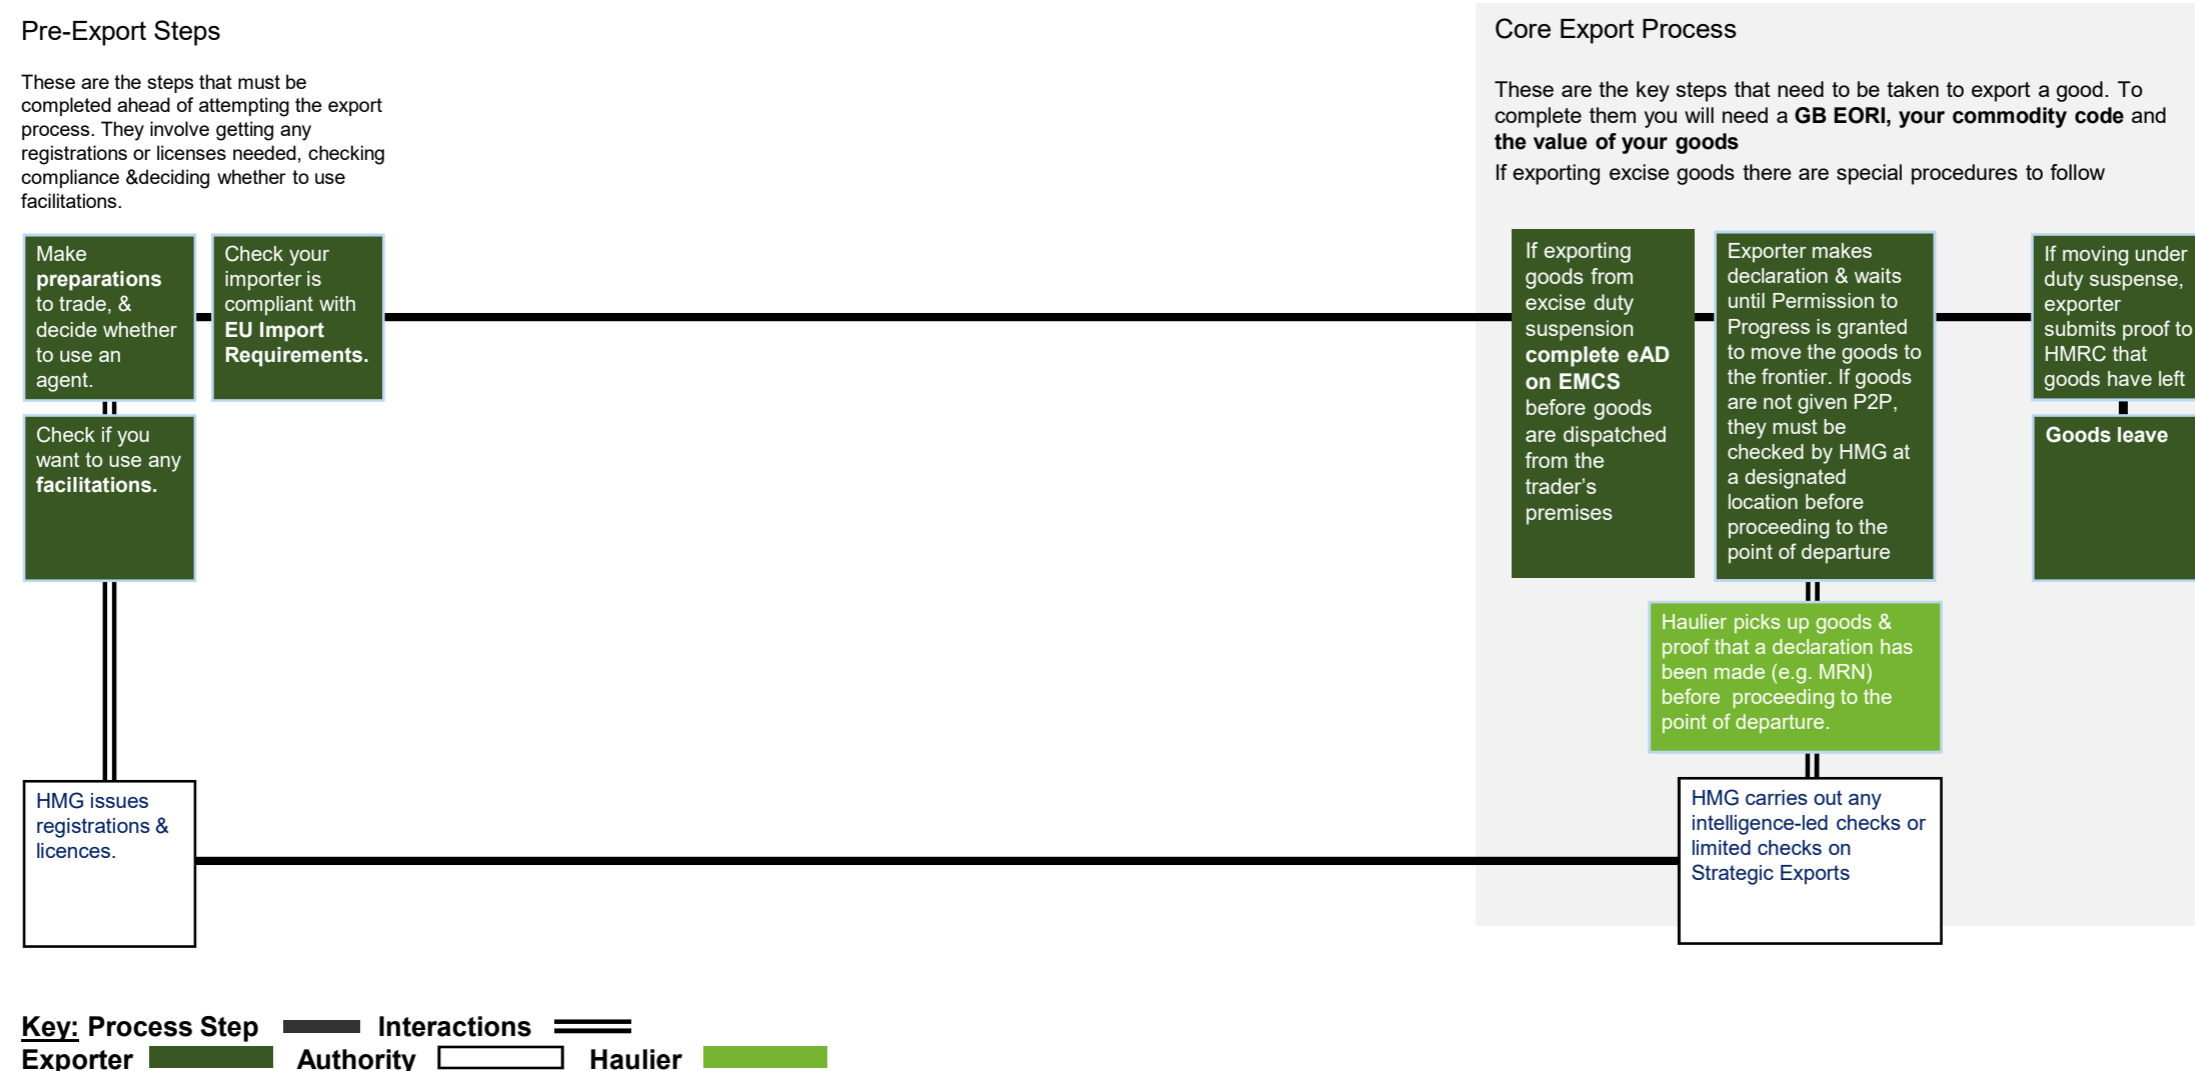 Pre-Export Steps
These are the steps that must be
completed ahead of attempting the export
process. They involve getting any
registrations or licenses needed, checking
compliance &deciding whether to use
facilitations.
Core Export Process
These are the key steps that need to be taken to export a good. To
complete them you will need a GB EORI, your commodity code and
the value of your goods
If exporting excise goods there are special procedures to follow
Make
preparations
to trade, &
decide whether
to use an
agent.
Check your
importer is
compliant with
EU Import
Requirements.
Check if you
want to use any
facilitations.
HMG issues
registrations &
licences.
If exporting
goods from
excise duty
suspension
complete eAD
on EMCS
before goods
are dispatched
from the
trader’s
premises
Exporter makes
declaration & waits
until Permission to
Progress is granted
to move the goods to
the frontier. If goods
are not given P2P,
they must be
checked by HMG at
a designated
location before
proceeding to the
point of departure
If moving under
duty suspense,
exporter
submits proof to
HMRC that
goods have left
Goods leave
Haulier picks up goods &
proof that a declaration has
been made (e.g. MRN)
before proceeding to the
point of departure.
HMG carries out any
intelligence-led checks or
limited checks on
Strategic Exports
Key: Process Step Interactions
Exporter Authority Haulier